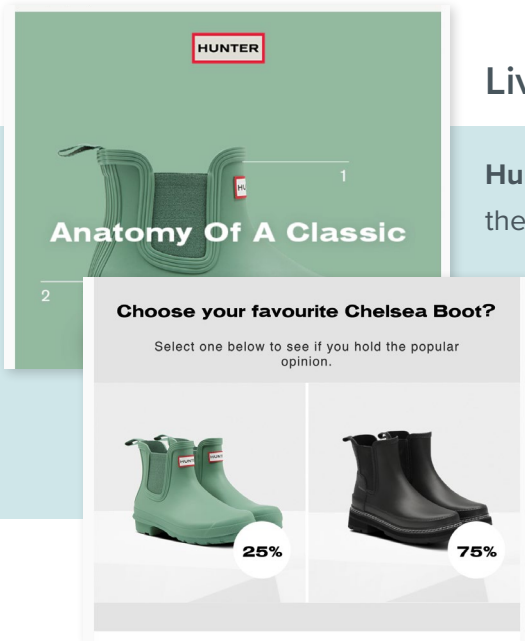 HUNTER
1
Anatomy Of A Classic
2
Liv
Hu
the
Choose your favourite Chelsea Boot?
Select one below to see if you hold the popular
opinion.
25%
75%